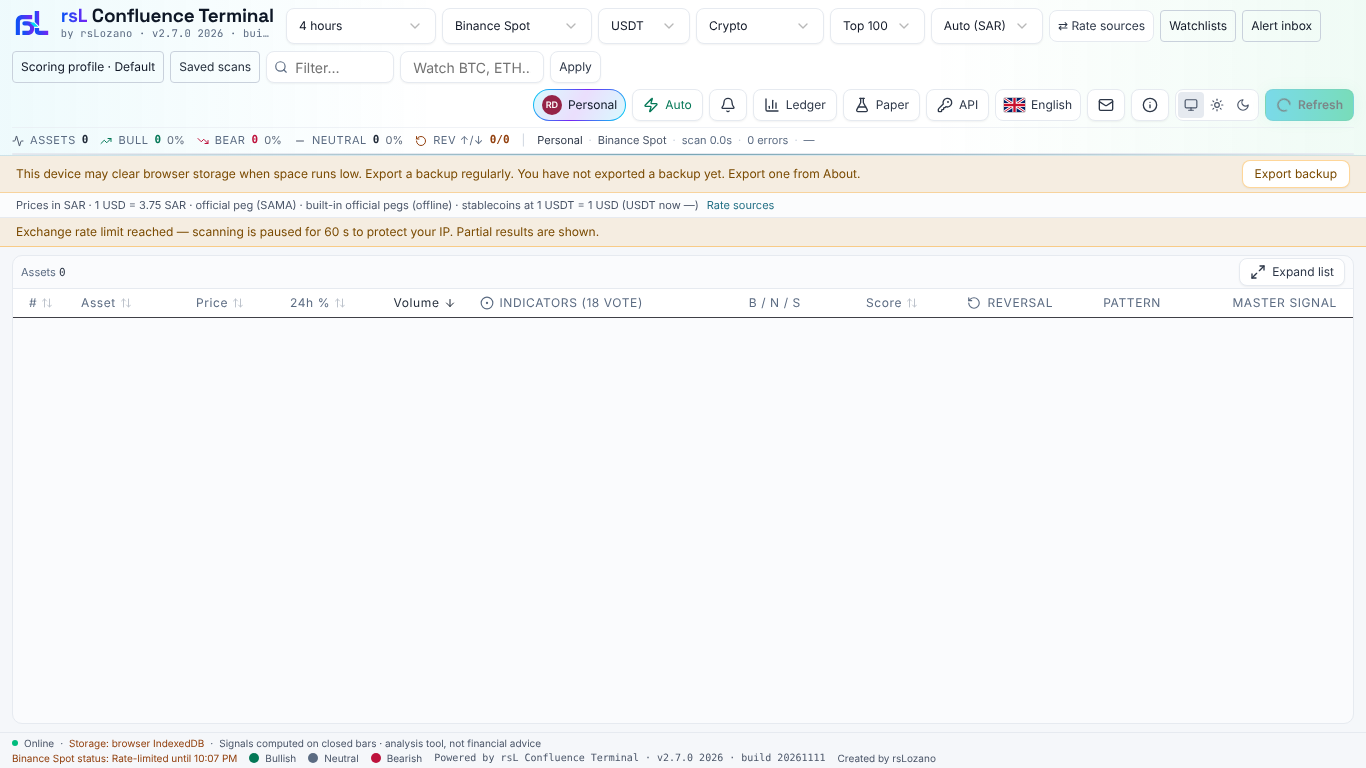 rsL Confluence Terminal
by rsLozano · v2.7.0 2026 · bui…
4 hours
Binance Spot
USDT
Crypto
Top 100
Auto (SAR)
⇄ Rate sources
Watchlists
Alert inbox
Scoring profile · Default
Saved scans
Filter...
Watch BTC, ETH..
Apply
RD Personal
Auto
Ledger
Paper
API
English
Refresh
ASSETS 0 BULL 0 0% BEAR 0 0% NEUTRAL 0 0% REV ↑/↓ 0/0 Personal · Binance Spot · scan 0.0s · 0 errors · —
This device may clear browser storage when space runs low. Export a backup regularly. You have not exported a backup yet. Export one from About.
Export backup
Prices in SAR · 1 USD = 3.75 SAR · official peg (SAMA) · built-in official pegs (offline) · stablecoins at 1 USDT = 1 USD (USDT now —) Rate sources
Exchange rate limit reached — scanning is paused for 60 s to protect your IP. Partial results are shown.
Assets 0
Expand list
# Asset Price 24h % Volume INDICATORS (18 VOTE) B / N / S Score REVERSAL PATTERN MASTER SIGNAL
Online · Storage: browser IndexedDB · Signals computed on closed bars · analysis tool, not financial advice
Binance Spot status: Rate-limited until 10:07 PM Bullish Neutral Bearish Powered by rsL Confluence Terminal · v2.7.0 2026 · build 20261111 Created by rsLozano